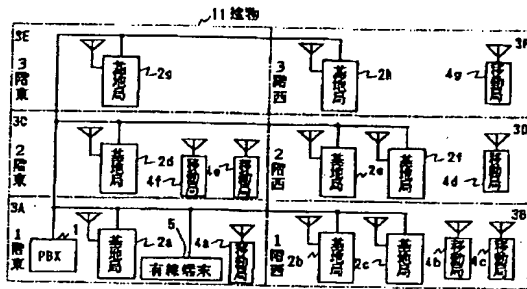 11 建物
3E
3階東
基地局
2g
3階西
基地局
2h
3F
4g
移動局
3C
2階東
基地局
2d
4f
移動局
4e
移動局
2階西
基地局
2e
基地局
2f
3D
4d
移動局
3A
1階東
1
PBX
基地局
2a
5
有線端末
4a
移動局
1階西
2b
基地局
2c
基地局
3B
4b
移動局
4c
移動局